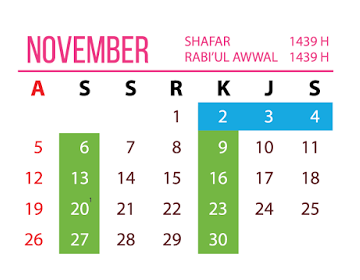 NOVEMBER SHAFAR 1439 H
RABI'UL AWWAL 1439 H
A S S R K J S
1 2 3 4
5 6 7 8 9 10 11
12 13 14 15 16 17 18
19 20 21 22 23 24 25
26 27 28 29 30